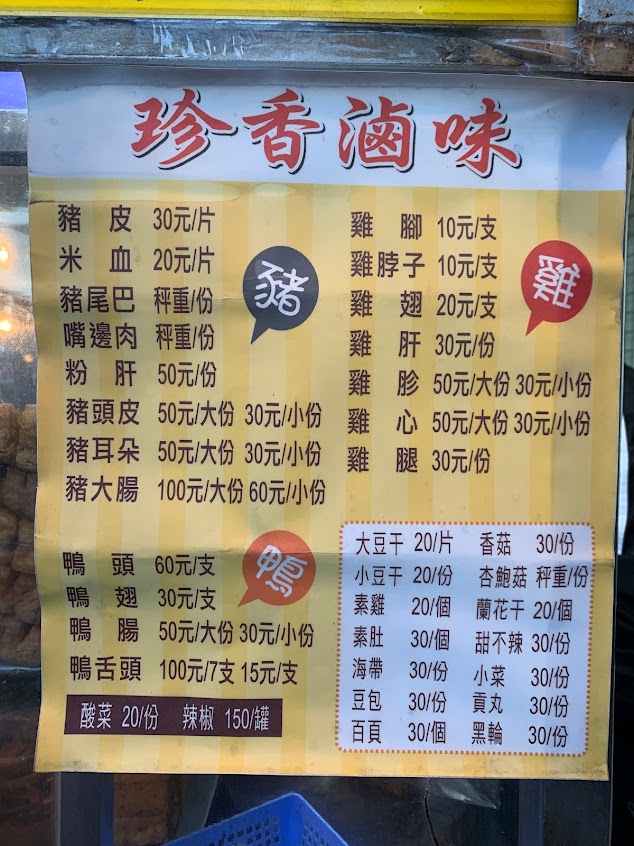 珍香滷味
豬皮 30元/片
米血 20元/片
豬尾巴 秤重/份
嘴邊肉 秤重/份
粉肝 50元/份
豬頭皮 50元/大份 30元/小份
豬耳朵 50元/大份 30元/小份
豬大腸 100元/大份 60元/小份
豬
雞腳 10元/支
雞脖子 10元/支
雞翅 20元/支
雞肝 30元/份
雞胗 50元/大份 30元/小份
雞心 50元/大份 30元/小份
雞腿 30元/份
雞
鴨頭 60元/支
鴨翅 30元/支
鴨腸 50元/大份 30元/小份
鴨舌頭 100元/7支 15元/支
鴨
酸菜 20/份 辣椒 150/罐
大豆干 20/片 香菇 30/份
小豆干 20/份 杏鮑菇 秤重/份
素雞 20/個 蘭花干 20/個
素肚 30/個 甜不辣 30/份
海帶 30/份 小菜 30/份
豆包 30/份 貢丸 30/份
百頁 30/個 黑輪 30/份